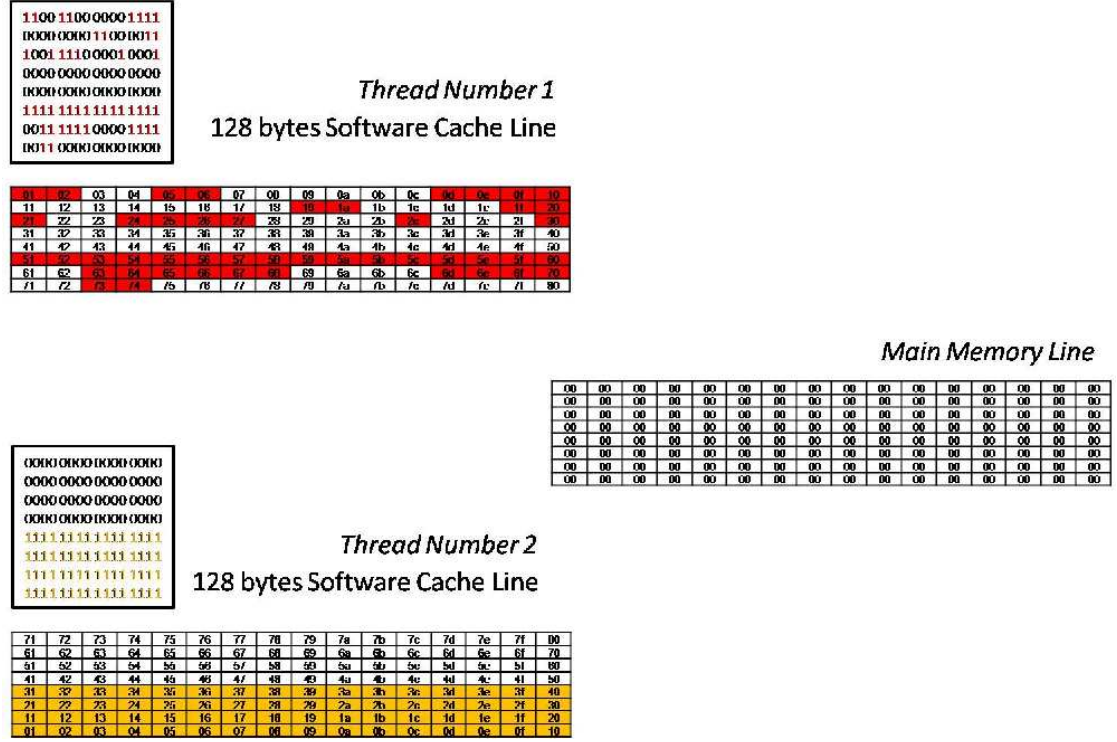 1100 1100 0000 1111
0000 0000 1100 0011
1001 1110 0001 0001
0000 0000 0000 0000
0000 0000 0000 0000
1111 1111 1111 1111
0011 1111 0000 1111
0011 0000 0000 0000
Thread Number 1
128 bytes Software Cache Line
01 02 03 04 05 06 07 08 09 0a 0b 0c 0d 0e 0f 10
11 12 13 14 15 16 17 18 19 1a 1b 1c 1d 1e 1f 20
21 22 23 24 25 26 27 28 29 2a 2b 2c 2d 2e 2f 30
31 32 33 34 35 36 37 38 39 3a 3b 3c 3d 3e 3f 40
41 42 43 44 45 46 47 48 49 4a 4b 4c 4d 4e 4f 50
51 52 53 54 55 56 57 58 59 5a 5b 5c 5d 5e 5f 60
61 62 63 64 65 66 67 68 69 6a 6b 6c 6d 6e 6f 70
71 72 73 74 75 76 77 78 79 7a 7b 7c 7d 7e 7f 80
Main Memory Line
00 00 00 00 00 00 00 00 00 00 00 00 00 00 00 00
00 00 00 00 00 00 00 00 00 00 00 00 00 00 00 00
00 00 00 00 00 00 00 00 00 00 00 00 00 00 00 00
00 00 00 00 00 00 00 00 00 00 00 00 00 00 00 00
00 00 00 00 00 00 00 00 00 00 00 00 00 00 00 00
00 00 00 00 00 00 00 00 00 00 00 00 00 00 00 00
00 00 00 00 00 00 00 00 00 00 00 00 00 00 00 00
00 00 00 00 00 00 00 00 00 00 00 00 00 00 00 00
0000 0000 0000 0000
0000 0000 0000 0000
0000 0000 0000 0000
0000 0000 0000 0000
1111 1111 1111 1111
1111 1111 1111 1111
1111 1111 1111 1111
1111 1111 1111 1111
Thread Number 2
128 bytes Software Cache Line
71 72 73 74 75 76 77 78 79 7a 7b 7c 7d 7e 7f 80
61 62 63 64 65 66 67 68 69 6a 6b 6c 6d 6e 6f 70
51 52 53 54 55 56 57 58 59 5a 5b 5c 5d 5e 5f 60
41 42 43 44 45 46 47 48 49 4a 4b 4c 4d 4e 4f 50
31 32 33 34 35 36 37 38 39 3a 3b 3c 3d 3e 3f 40
21 22 23 24 25 26 27 28 29 2a 2b 2c 2d 2e 2f 30
11 12 13 14 15 16 17 18 19 1a 1b 1c 1d 1e 1f 20
01 02 03 04 05 06 07 08 09 0a 0b 0c 0d 0e 0f 10